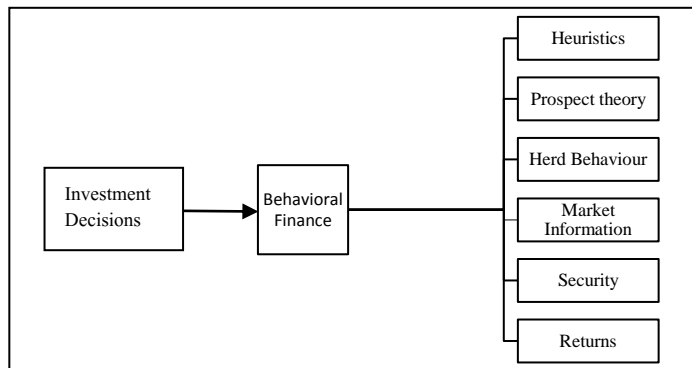 Heuristics
Prospect theory
Herd Behaviour
Investment
Decisions
Behavioral
Finance
Market
Information
Security
Returns